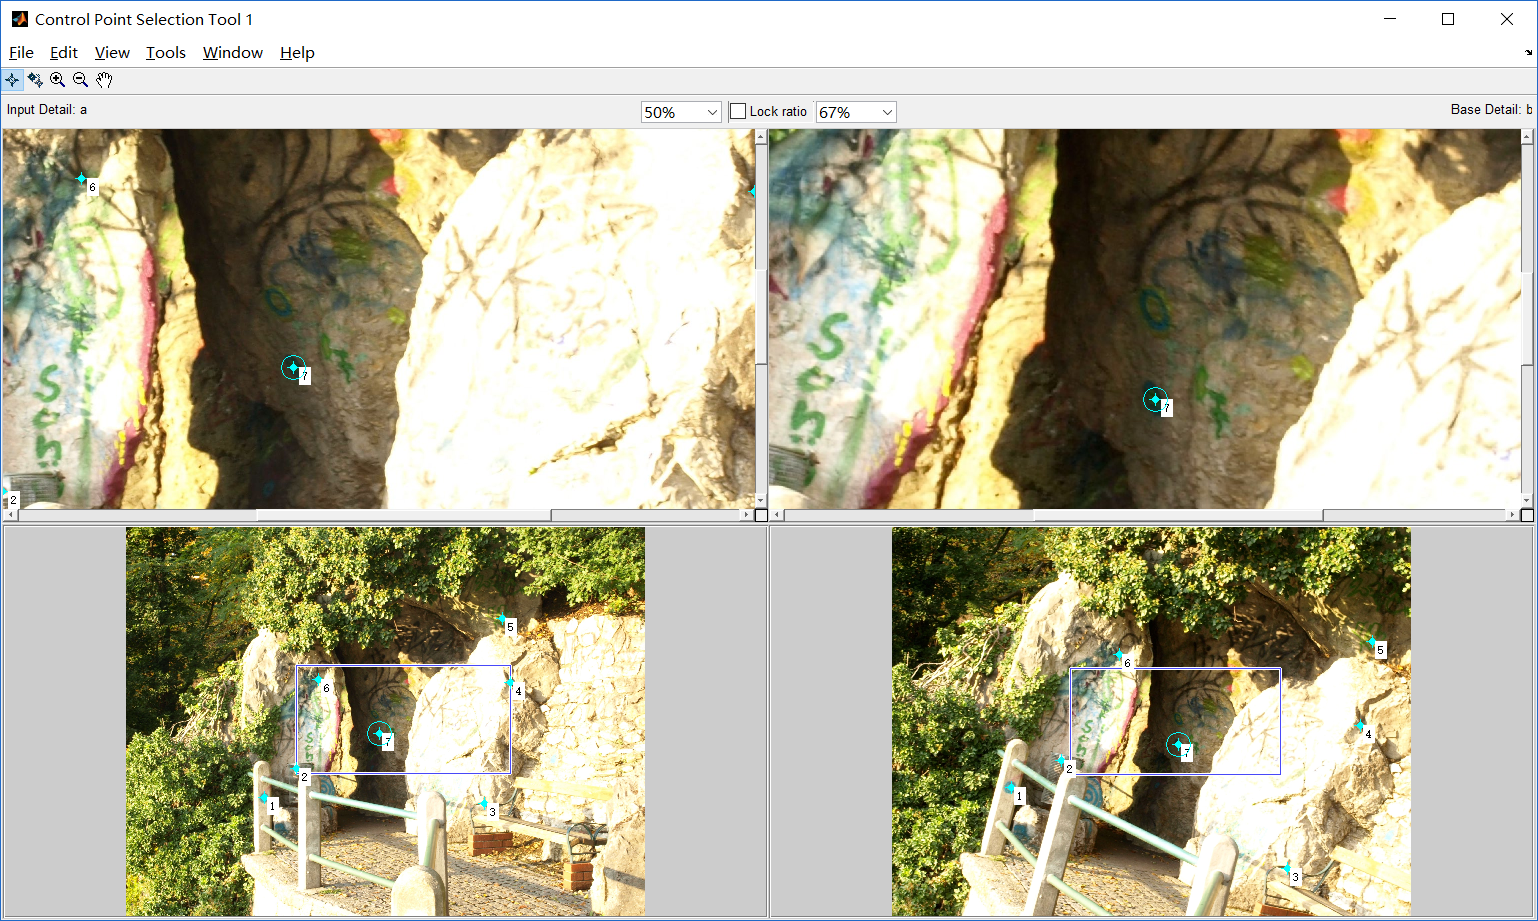 Control Point Selection Tool 1
File Edit View Tools Window Help
Input Detail: a
50%
Lock ratio
67%
Base Detail: b
6
7
2
S
c
h
7
5
6
4
7
2
1
3
5
6
4
7
2
1
3